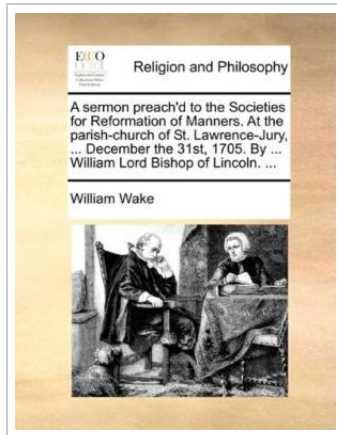 ECCO
Religion and Philosophy
A sermon preach'd to the Societies
for Reformation of Manners. At the
parish-church of St. Lawrence-Jury,
... December the 31st, 1705. By ...
William Lord Bishop of Lincoln. ...
William Wake